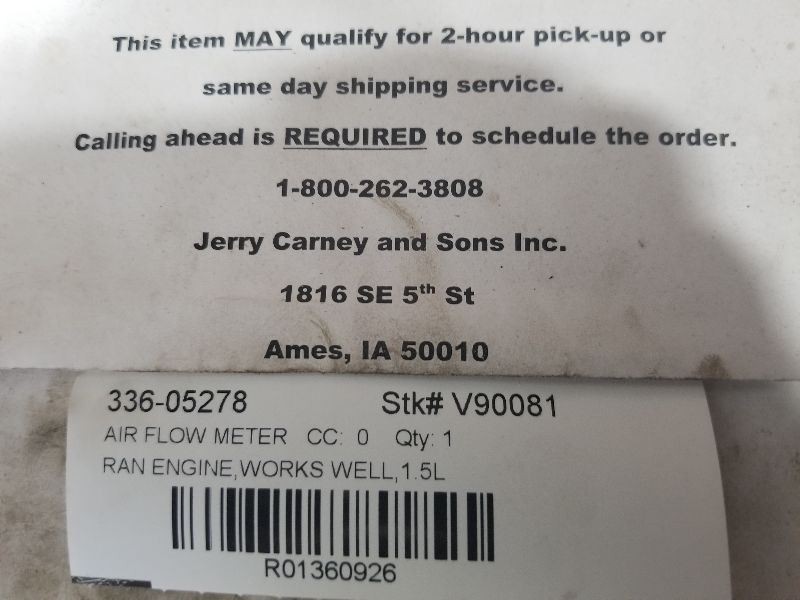 This item MAY qualify for 2-hour pick-up or
same day shipping service.
Calling ahead is REQUIRED to schedule the order.
1-800-262-3808
Jerry Carney and Sons Inc.
1816 SE 5th St
Ames, IA 50010
336-05278 Stk# V90081
AIR FLOW METER CC: 0 Qty: 1
RAN ENGINE,WORKS WELL,1.5L
R01360926